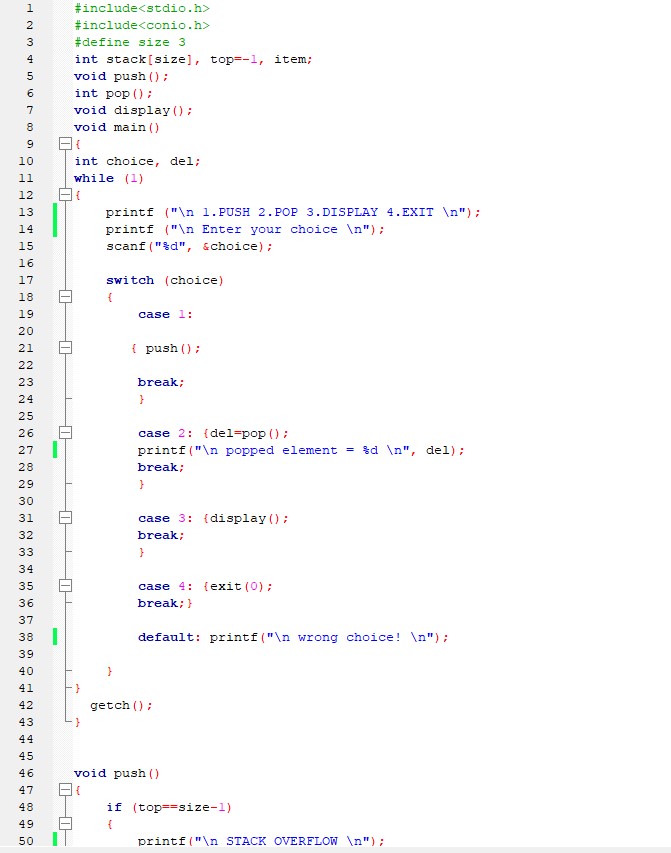 1 #include<stdio.h>
2 #include<conio.h>
3 #define size 3
4 int stack[size], top=-1, item;
5 void push();
6 int pop();
7 void display();
8 void main()
9 {
10 int choice, del;
11 while (1)
12 {
13 printf ("\n 1.PUSH 2.POP 3.DISPLAY 4.EXIT \n");
14 printf ("\n Enter your choice \n");
15 scanf("%d", &choice);
16
17 switch (choice)
18 {
19 case 1:
20
21 { push();
22
23 break;
24 }
25
26 case 2: {del=pop();
27 printf("\n popped element = %d \n", del);
28 break;
29 }
30
31 case 3: {display();
32 break;
33 }
34
35 case 4: {exit(0);
36 break;}
37
38 default: printf("\n wrong choice! \n");
39
40 }
41 }
42 getch();
43 }
44
45
46 void push()
47 {
48 if (top==size-1)
49 {
50 printf("\n STACK OVERFLOW \n");